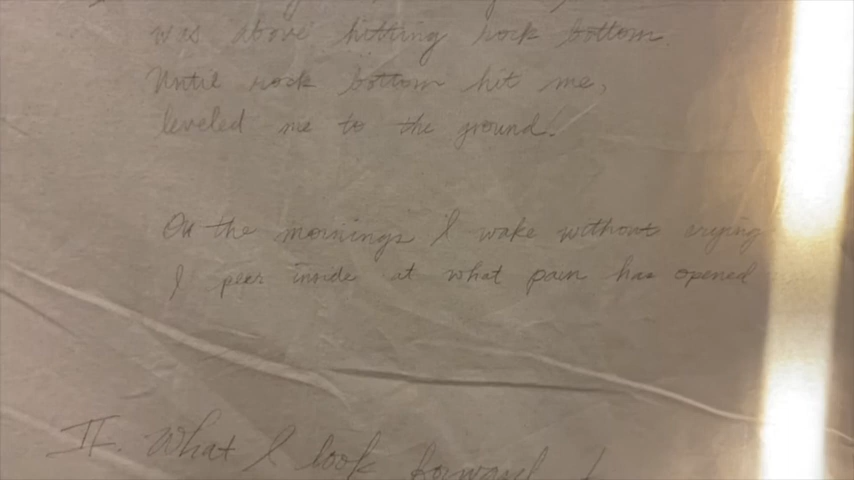 was above hitting rock bottom.
Until rock bottom hit me,
leveled me to the ground.
On the mornings I wake without crying
I peer inside at what pain has opened
II. What I look forward